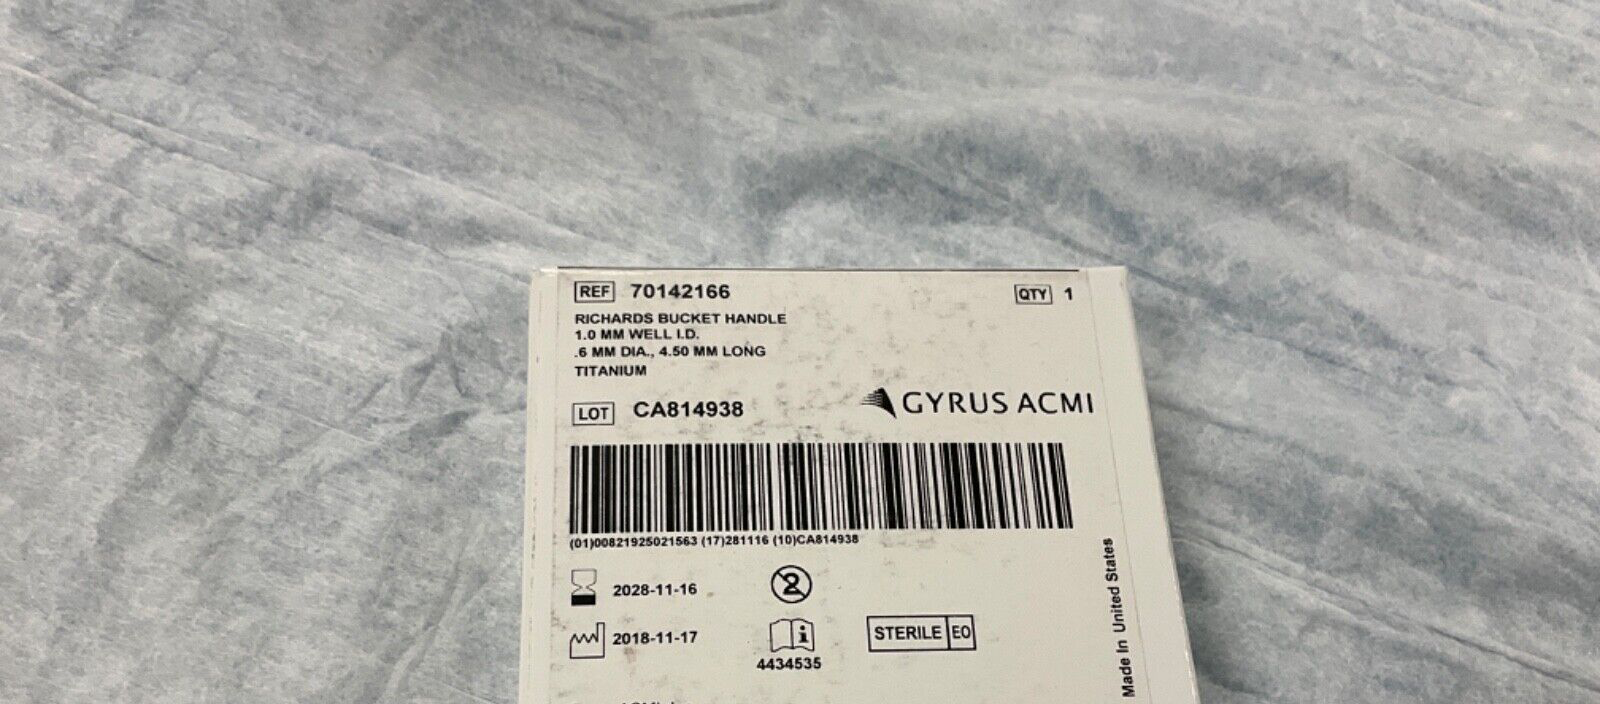 REF 70142166
QTY 1
RICHARDS BUCKET HANDLE
1.0 MM WELL I.D.
.6 MM DIA., 4.50 MM LONG
TITANIUM
LOT CA814938
GYRUS ACMI
(01)00821925021563 (17)281116 (10)CA814938
2028-11-16
2
2018-11-17
i
4434535
STERILE EO
Made In United States